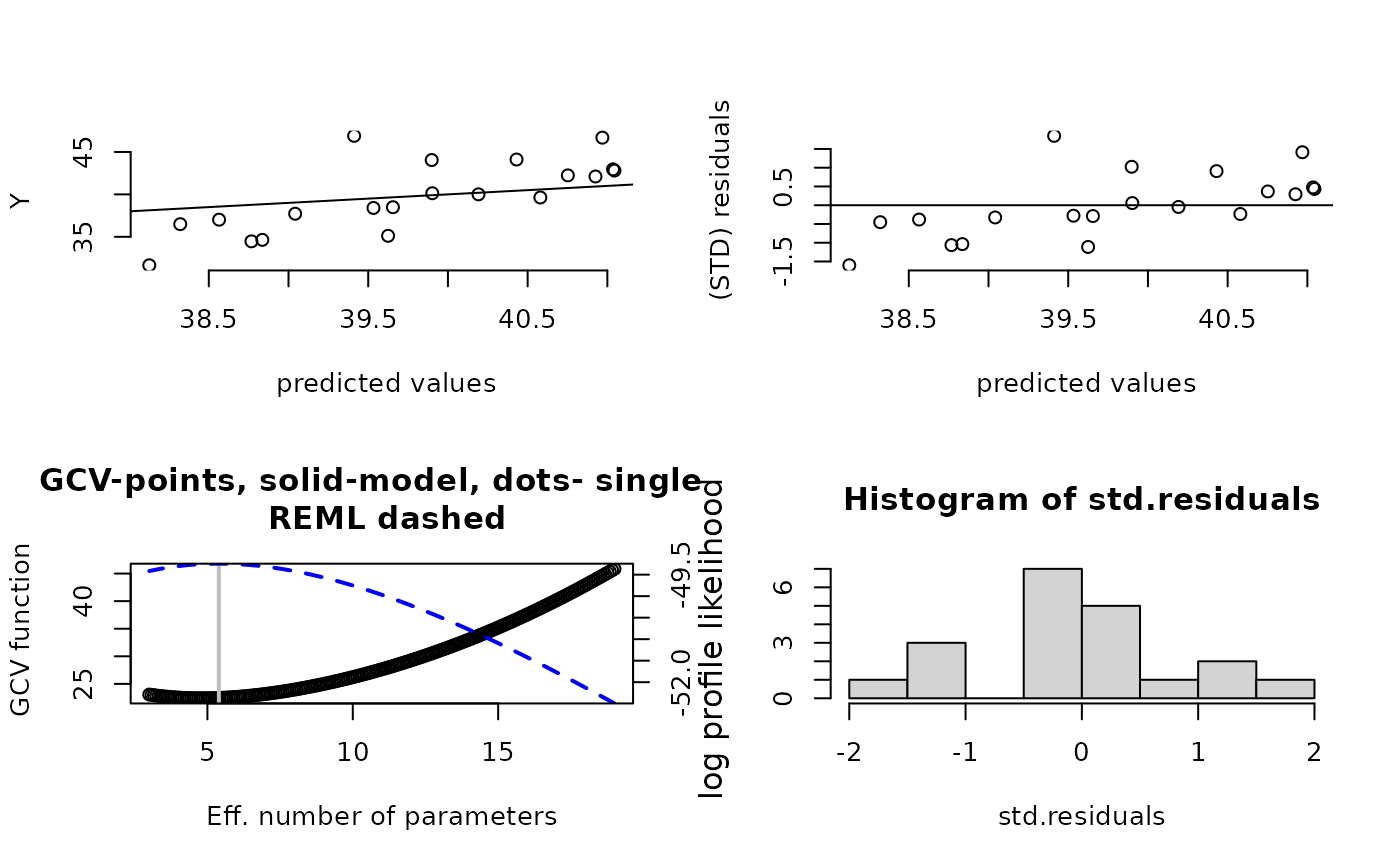 Y
45
35
38.5 39.5 40.5
predicted values
(STD) residuals
0.5
-1.5
38.5 39.5 40.5
predicted values
GCV-points, solid-model, dots- single
REML dashed
GCV function
40
25
5 10 15
Eff. number of parameters
-49.5
-52.0
log profile likelihood
Histogram of std.residuals
6
3
0
-2 -1 0 1 2
std.residuals